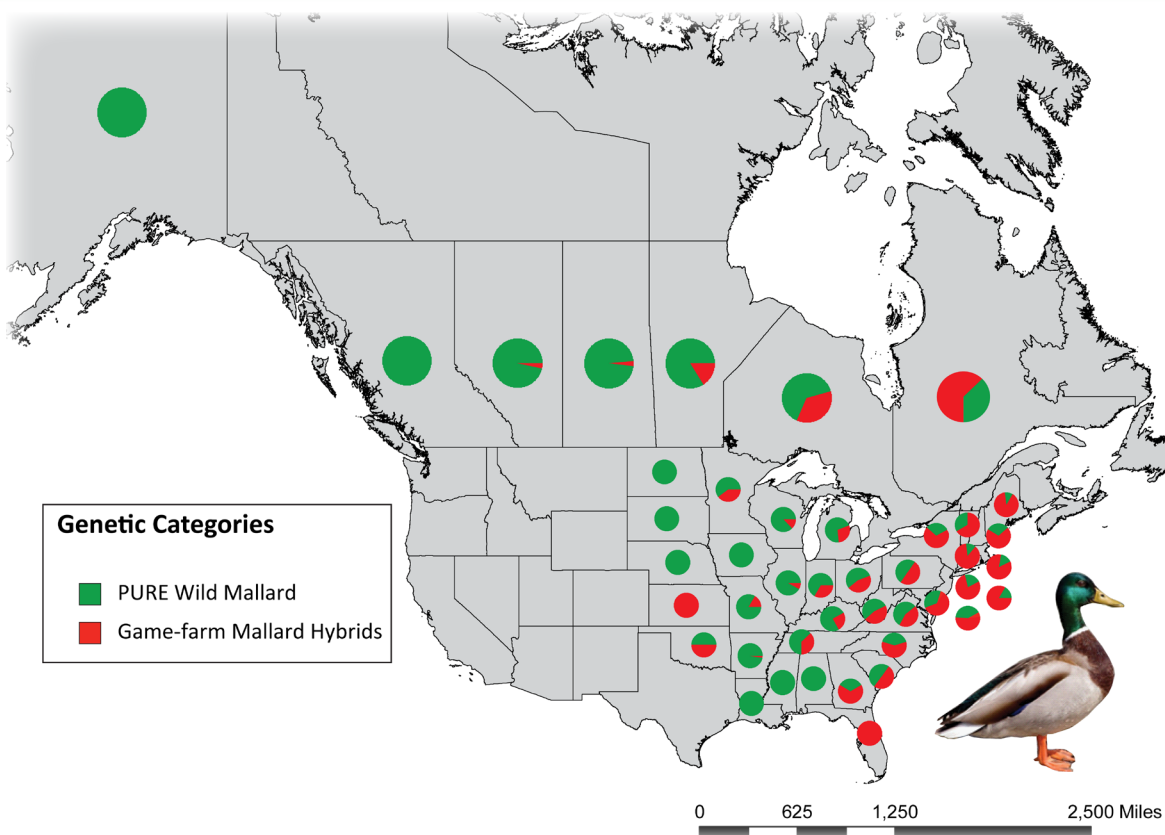 Genetic Categories
PURE Wild Mallard
Game-farm Mallard Hybrids
0 625 1,250 2,500 Miles